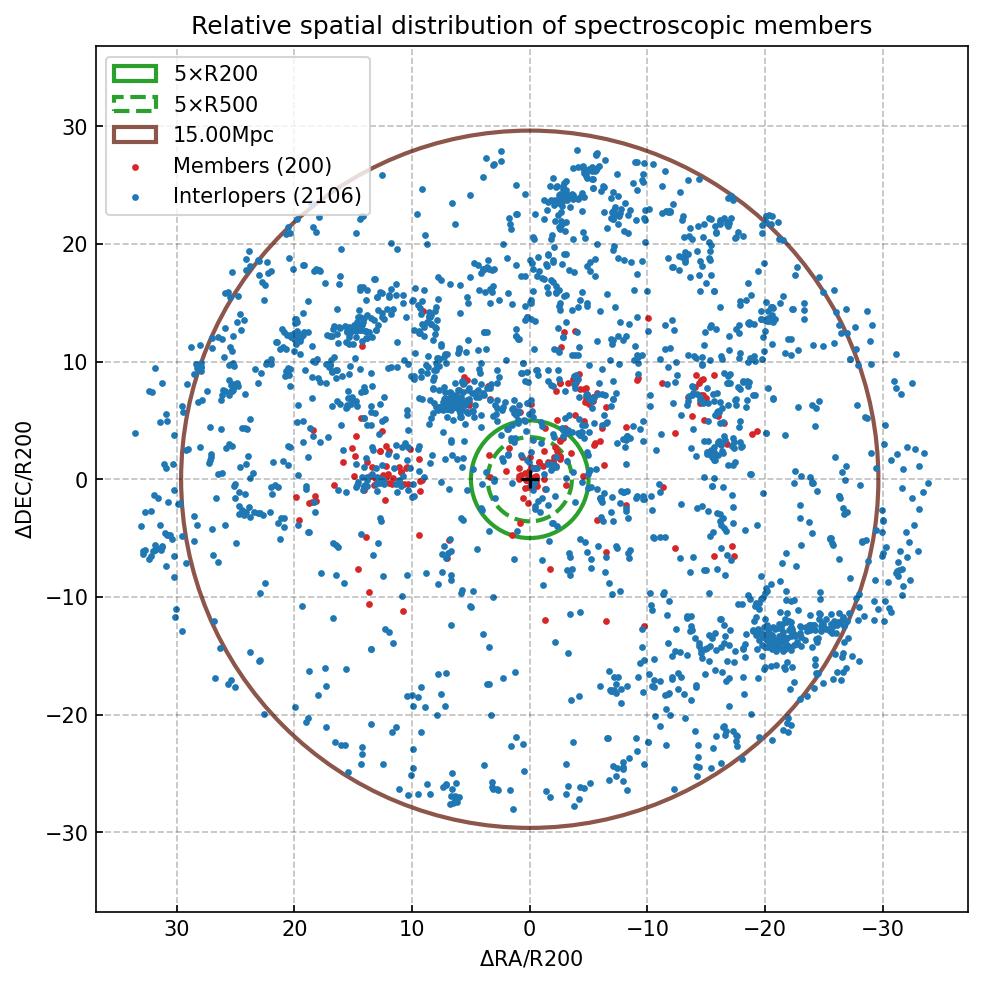 Relative spatial distribution of spectroscopic members
5×R200
5×R500
15.00Mpc
Members (200)
Interlopers (2106)
30
20
10
0
−10
−20
−30
ΔDEC/R200
30
20
10
0
−10
−20
−30
ΔRA/R200